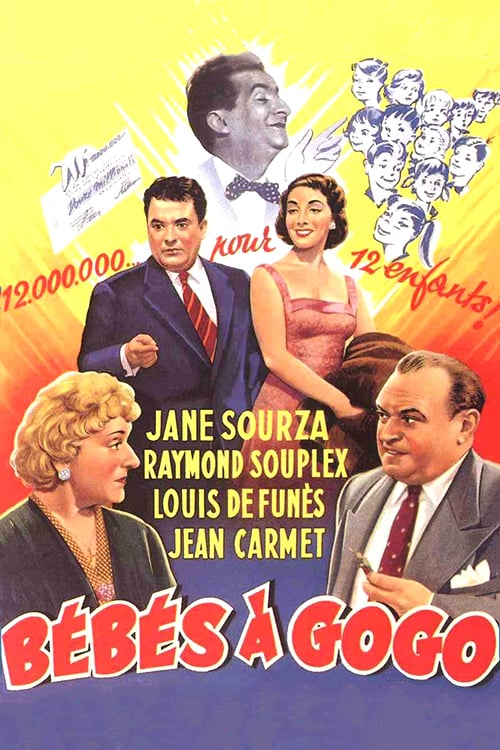 12.000.000... pour 12 enfants!
JANE SOURZA
RAYMOND SOUPLEX
LOUIS DE FUNÈS
JEAN CARMET
BÉBÉS À GOGO